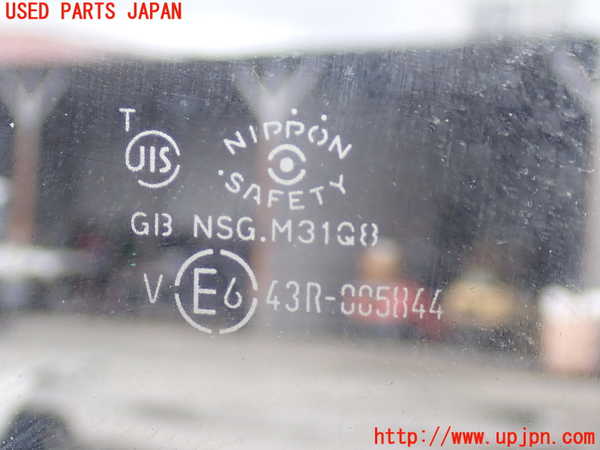 USED PARTS JAPAN
T
JIS
NIPPON
SAFETY
GB NSG.M31Q8
V E6 43R-005844
http://www.upjpn.com